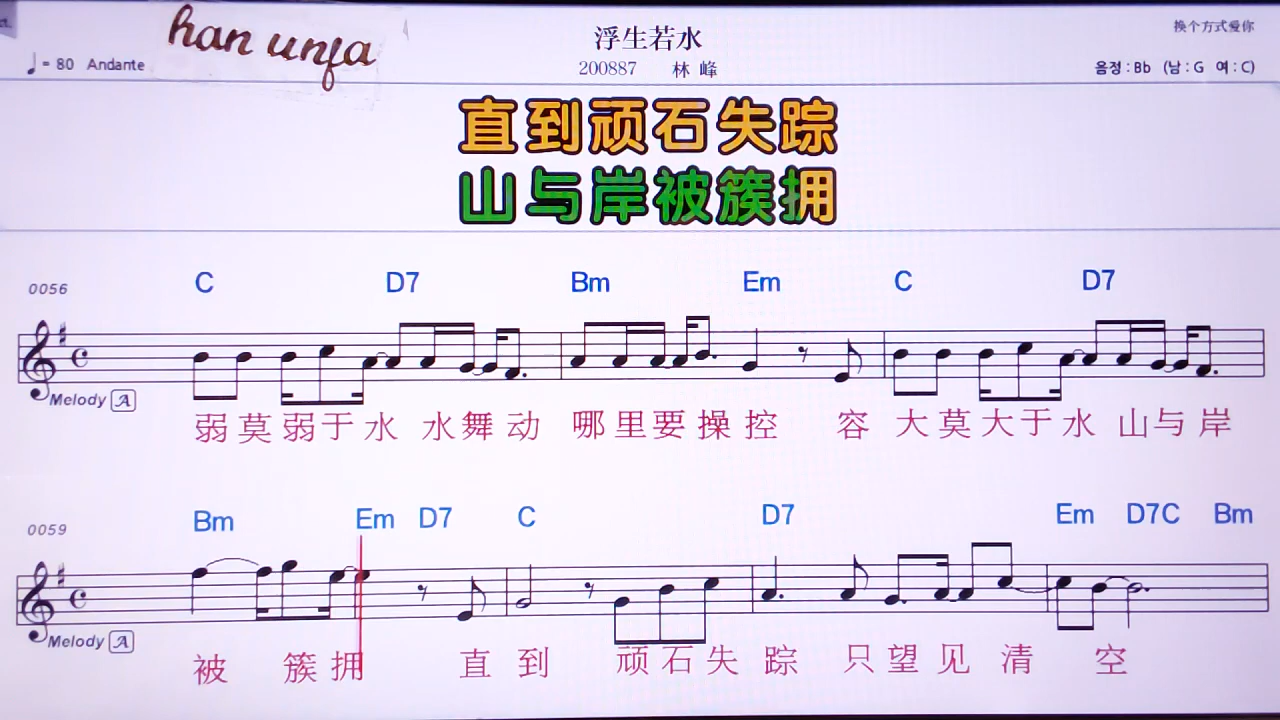 ct.
han unfa
浮生若水
换个方式爱你
♩= 80 Andante
200887 林 峰
음정 : Bb (남 : G 여 : C)
直到顽石失踪
山与岸被簇拥
0056
C D7 Bm Em C D7
Melody A
弱 莫 弱 于 水 水 舞 动 哪 里 要 操 控 容 大 莫 大 于 水 山 与 岸
0059
Bm Em D7 C D7 Em D7C Bm
Melody A
被 簇 拥 直 到 顽 石 失 踪 只 望 见 清 空